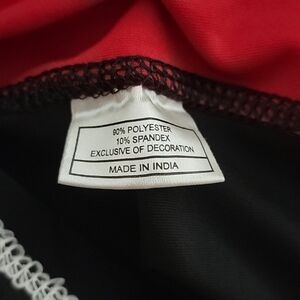 90% POLYESTER
10% SPANDEX
EXCLUSIVE OF DECORATION
MADE IN INDIA